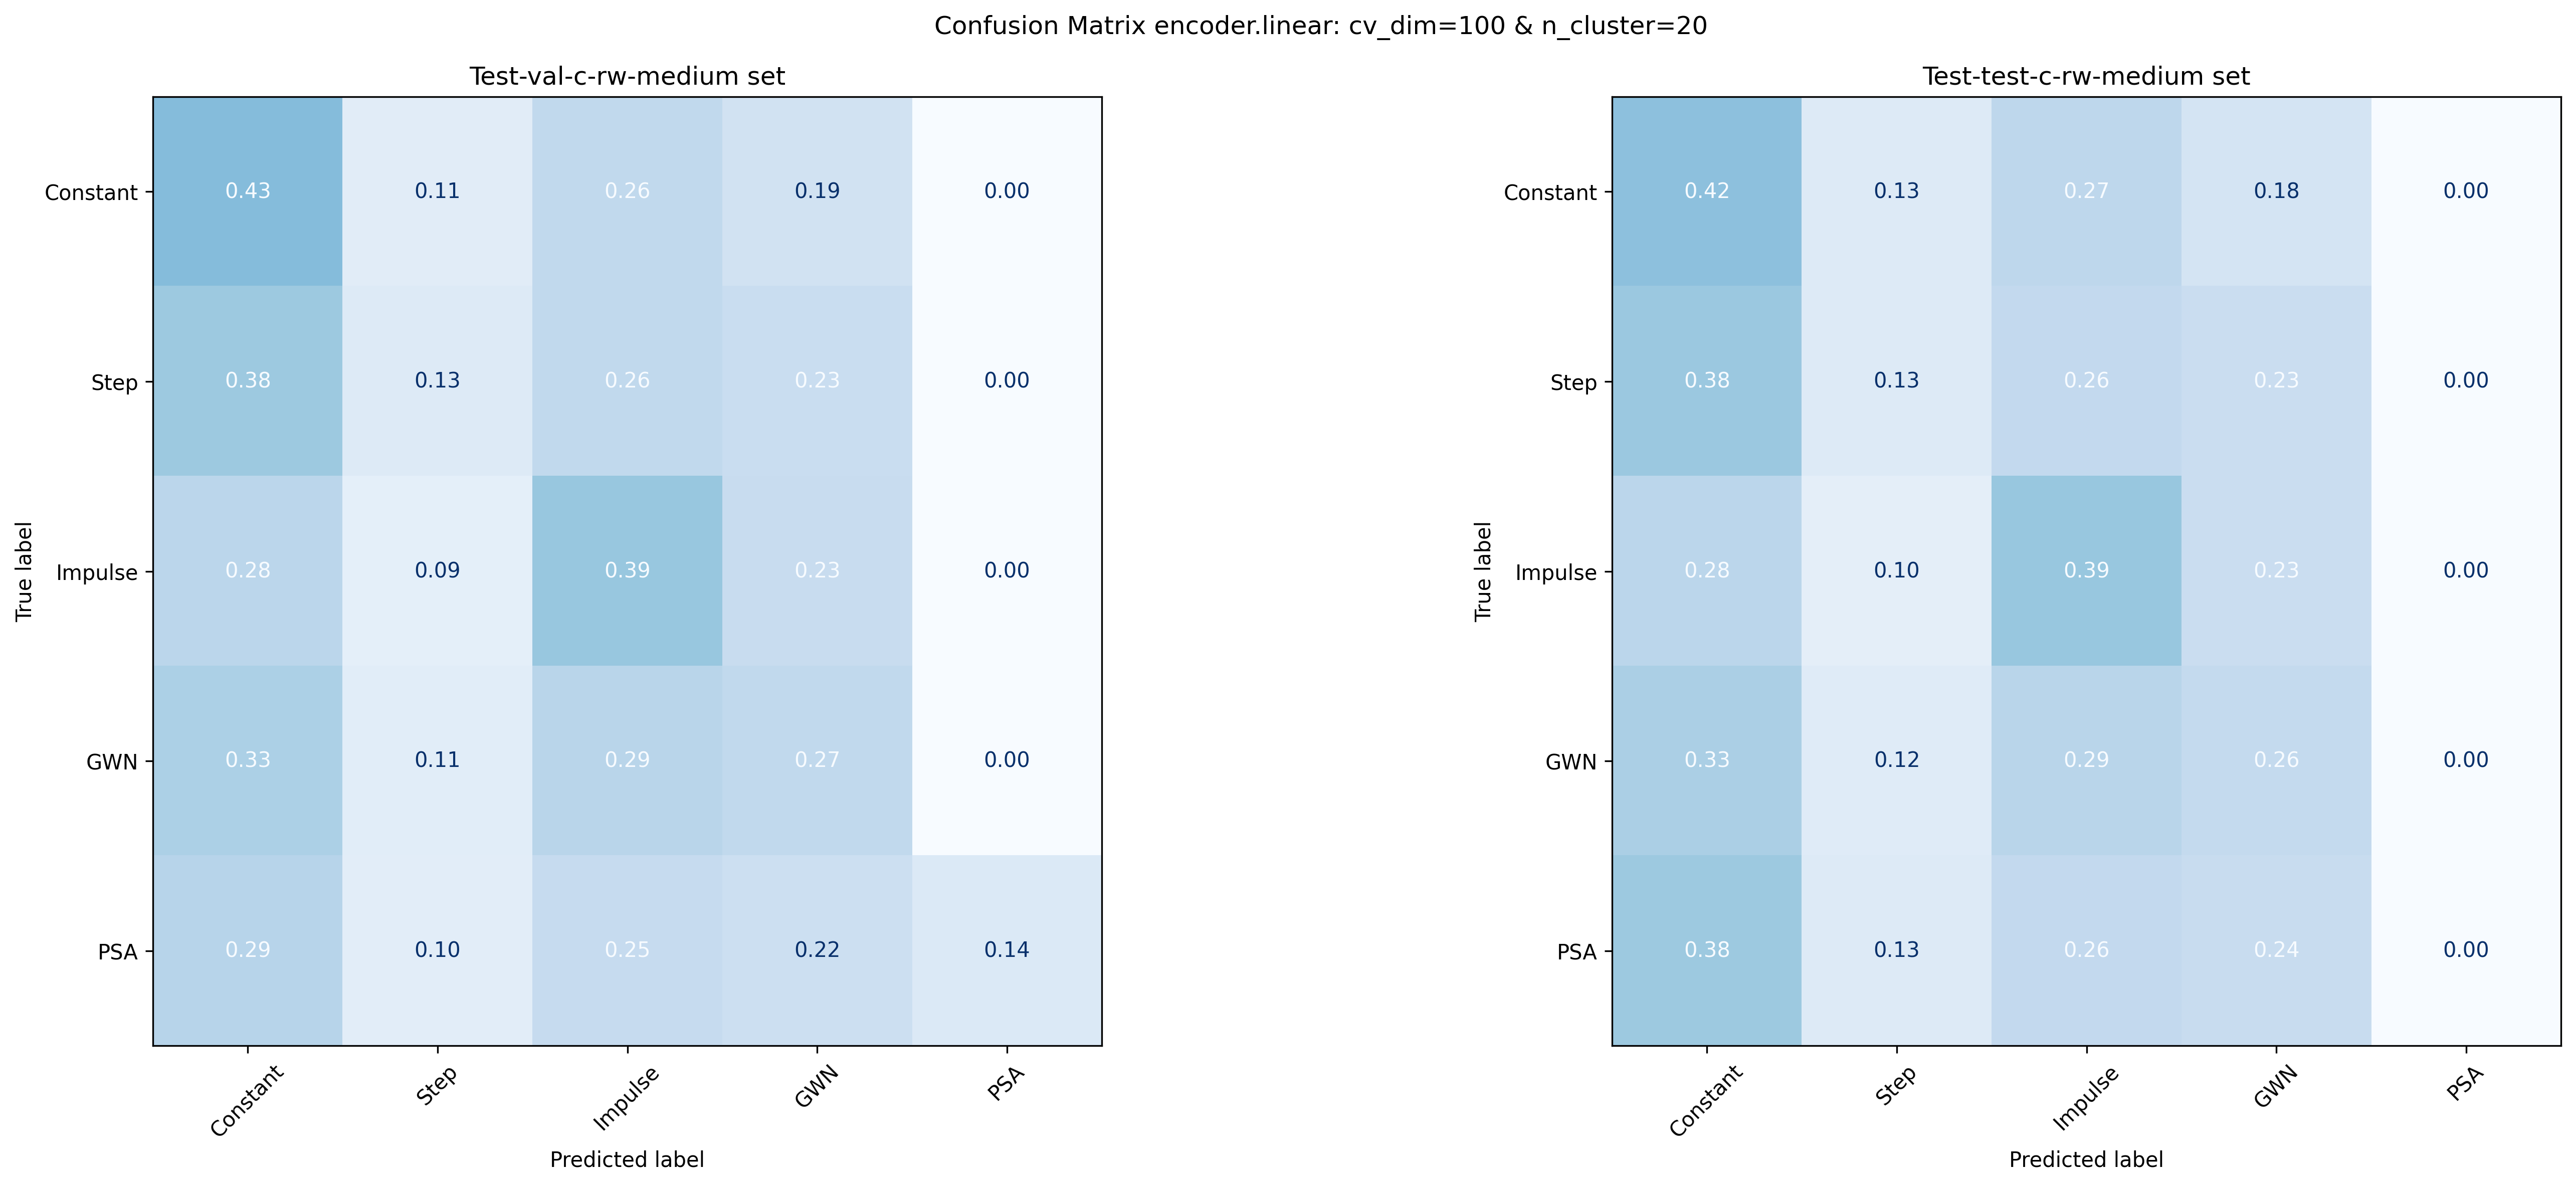 Confusion Matrix encoder.linear: cv_dim=100 & n_cluster=20
Test-val-c-rw-medium set
True label
Constant 0.43 0.11 0.26 0.19 0.00
Step 0.38 0.13 0.26 0.23 0.00
Impulse 0.28 0.09 0.39 0.23 0.00
GWN 0.33 0.11 0.29 0.27 0.00
PSA 0.29 0.10 0.25 0.22 0.14
Constant Step Impulse GWN PSA
Predicted label
Test-test-c-rw-medium set
True label
Constant 0.42 0.13 0.27 0.18 0.00
Step 0.38 0.13 0.26 0.23 0.00
Impulse 0.28 0.10 0.39 0.23 0.00
GWN 0.33 0.12 0.29 0.26 0.00
PSA 0.38 0.13 0.26 0.24 0.00
Constant Step Impulse GWN PSA
Predicted label